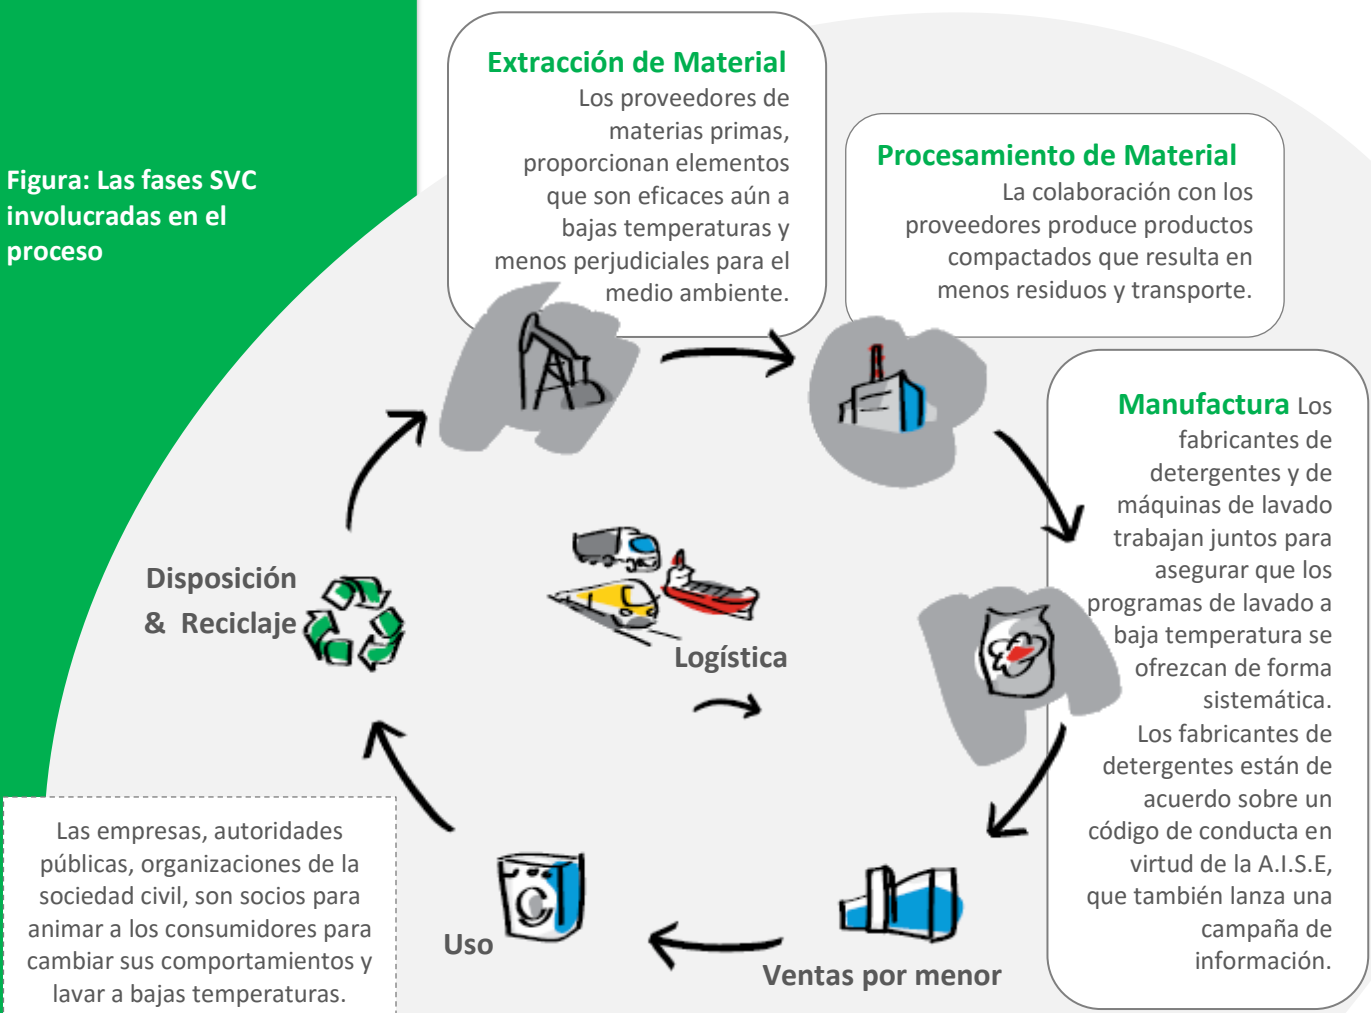 Figura: Las fases SVC
involucradas en el
proceso
Extracción de Material
Los proveedores de
materias primas,
proporcionan elementos
que son eficaces aún a
bajas temperaturas y
menos perjudiciales para el
medio ambiente.
Procesamiento de Material
La colaboración con los
proveedores produce productos
compactados que resulta en
menos residuos y transporte.
Manufactura Los
fabricantes de
detergentes y de
máquinas de lavado
trabajan juntos para
asegurar que los
programas de lavado a
baja temperatura se
ofrezcan de forma
sistemática.
Los fabricantes de
detergentes están de
acuerdo sobre un
código de conducta en
virtud de la A.I.S.E,
que también lanza una
campaña de
información.
Disposición
& Reciclaje
Logística
Uso
Ventas por menor
Las empresas, autoridades
públicas, organizaciones de la
sociedad civil, son socios para
animar a los consumidores para
cambiar sus comportamientos y
lavar a bajas temperaturas.